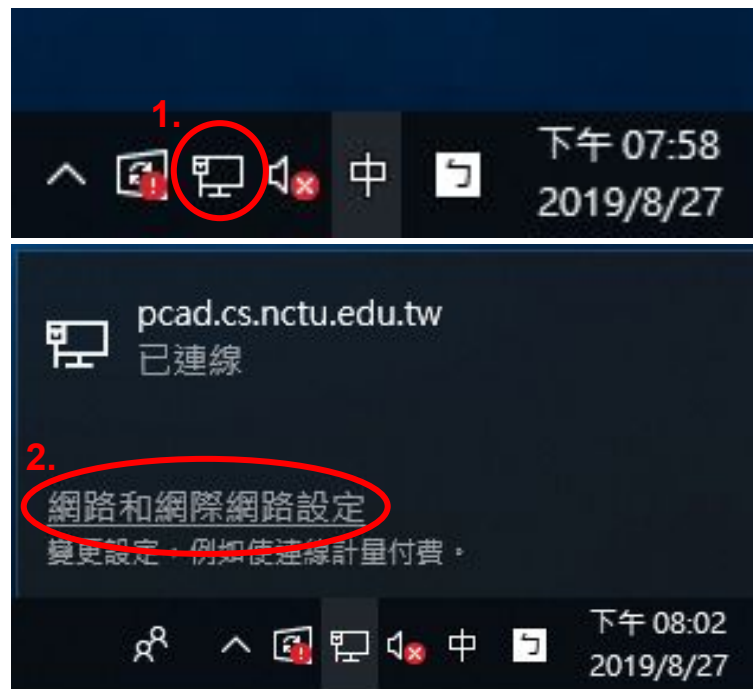 1.
中 ㄅ 下午 07:58
2019/8/27
pcad.cs.nctu.edu.tw
已連線
2.
網路和網際網路設定
變更設定，例如使連線計量付費。
中 ㄅ 下午 08:02
2019/8/27